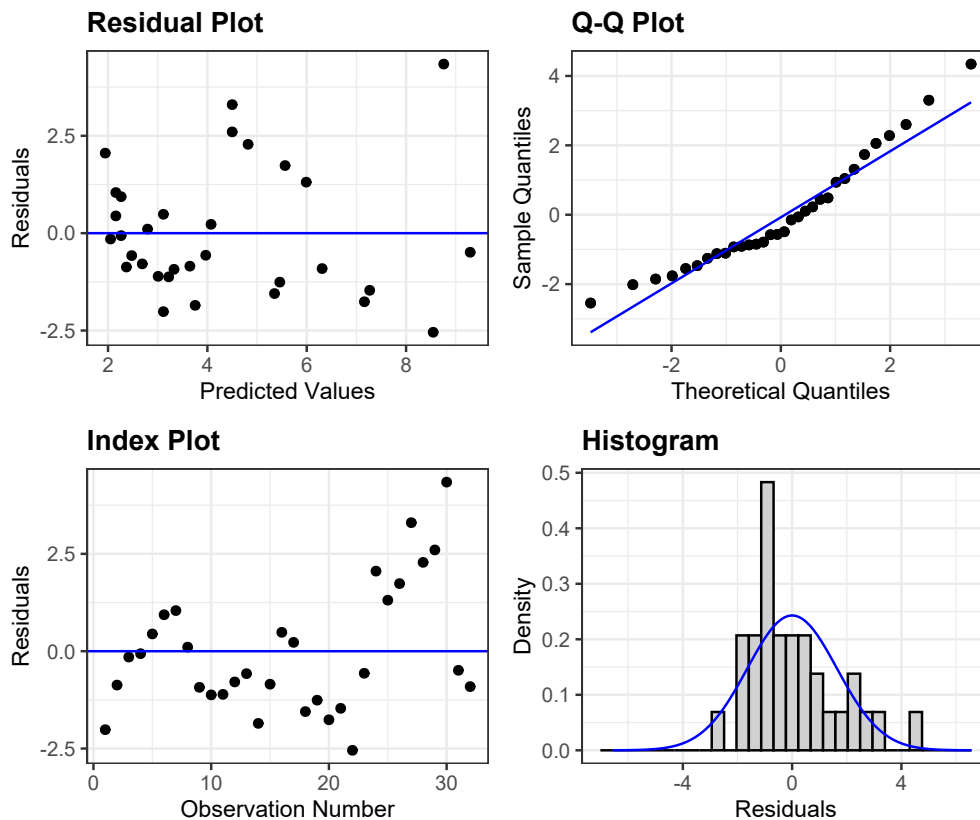 Residual Plot
2.5
0.0
-2.5
Residuals
2 4 6 8
Predicted Values
Q-Q Plot
4
2
0
-2
Sample Quantiles
-2 0 2
Theoretical Quantiles
Index Plot
2.5
0.0
-2.5
Residuals
0 10 20 30
Observation Number
Histogram
0.5
0.4
0.3
0.2
0.1
0.0
Density
-4 0 4
Residuals